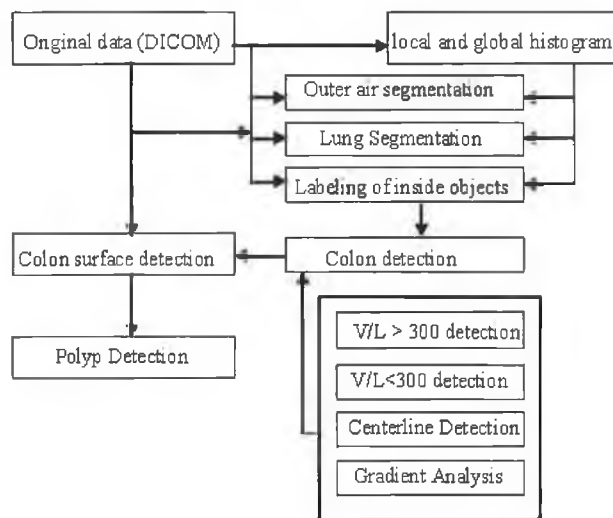 Original data (DICOM)
local and global histogram
Outer air segmentation
Lung Segmentation
Labeling of inside objects
Colon surface detection
Colon detection
Polyp Detection
V/L > 300 detection
V/L<300 detection
Centerline Detection
Gradient Analysis